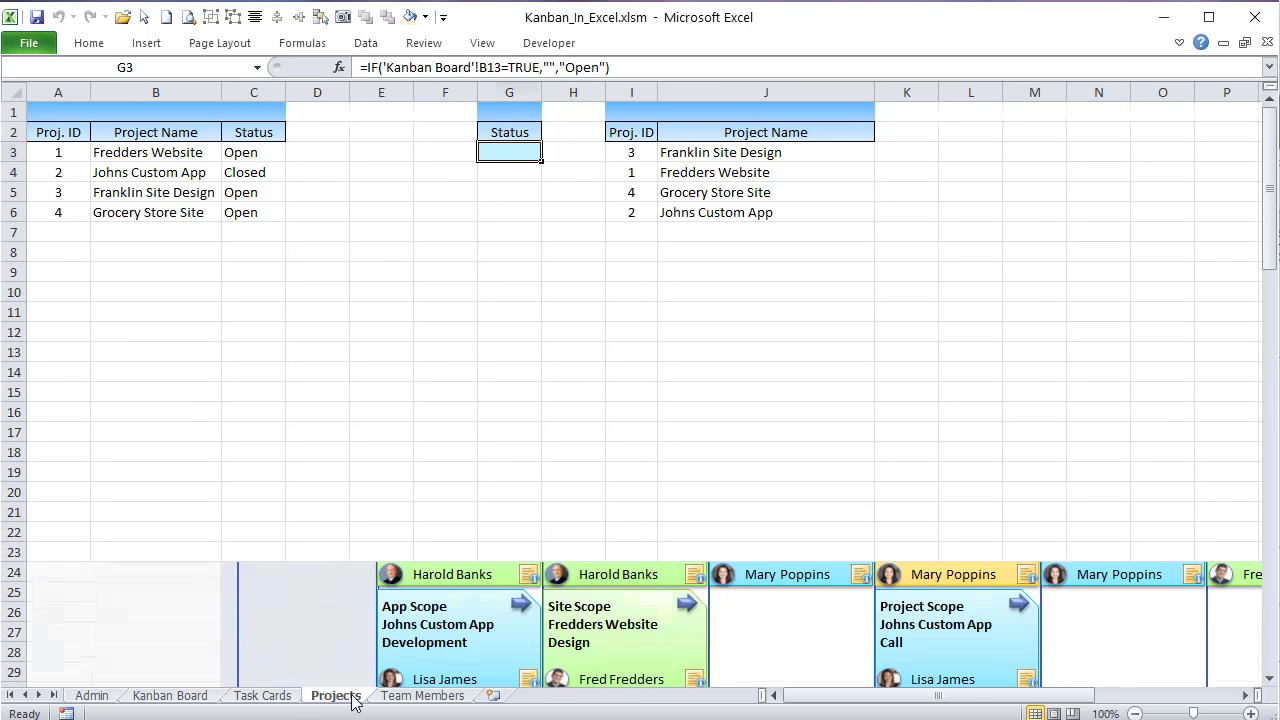 Kanban_In_Excel.xlsm - Microsoft Excel
File Home Insert Page Layout Formulas Data Review View Developer
G3 fx =IF('Kanban Board'!B13=TRUE,"","Open")
A B C D E F G H I J K L M N O P
1
2 Proj. ID Project Name Status Status Proj. ID Project Name
3 1 Fredders Website Open 3 Franklin Site Design
4 2 Johns Custom App Closed 1 Fredders Website
5 3 Franklin Site Design Open 4 Grocery Store Site
6 4 Grocery Store Site Open 2 Johns Custom App
7
8
9
10
11
12
13
14
15
16
17
18
19
20
21
22
23
24 Harold Banks Harold Banks Mary Poppins Mary Poppins Mary Poppins Fre
25
26 App Scope Site Scope Project Scope
27 Johns Custom App Fredders Website Johns Custom App
28 Development Design Call
29 Lisa James Fred Fredders Lisa James
Admin Kanban Board Task Cards Projects Team Members
Ready 100%